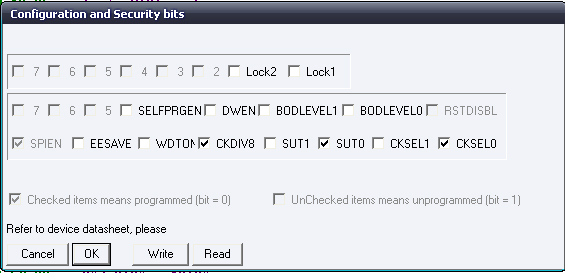 Configuration and Security bits
7 6 5 4 3 2 Lock2 Lock1
7 6 5 SELFPRGEN DWEN BODLEVEL1 BODLEVEL0 RSTDISBL
SPIEN EESAVE WDTON CKDIV8 SUT1 SUT0 CKSEL1 CKSEL0
Checked items means programmed (bit = 0) UnChecked items means unprogrammed (bit = 1)
Refer to device datasheet, please
Cancel OK Write Read